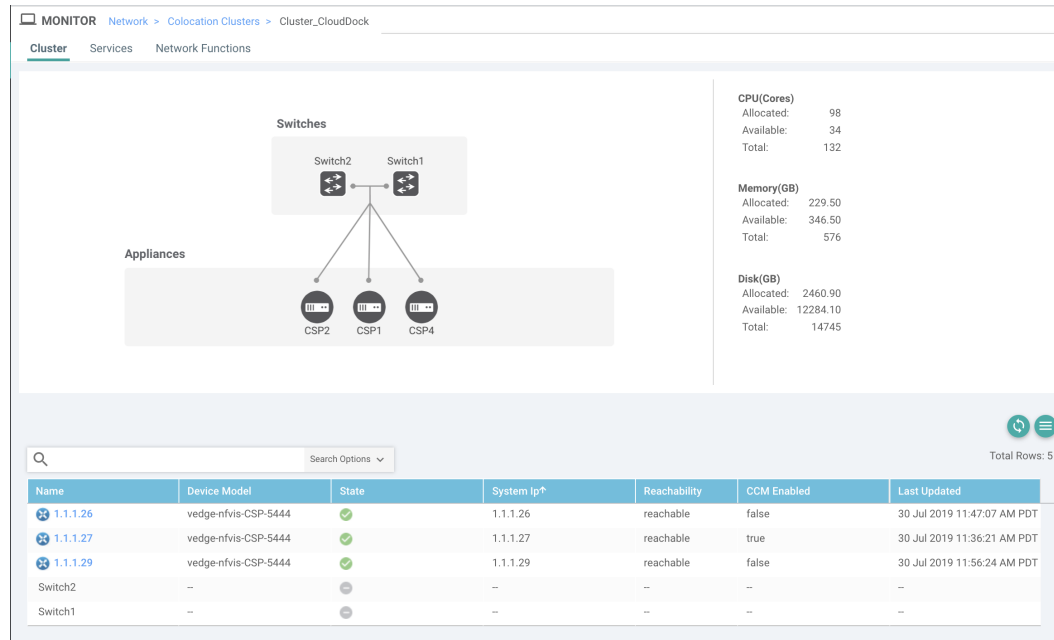 MONITOR Network > Colocation Clusters > Cluster_CloudDock
Cluster Services Network Functions
Switches
Switch2 Switch1
Appliances
CSP2 CSP1 CSP4
CPU(Cores)
Allocated: 98
Available: 34
Total: 132
Memory(GB)
Allocated: 229.50
Available: 346.50
Total: 576
Disk(GB)
Allocated: 2460.90
Available: 12284.10
Total: 14745
Search Options
Total Rows: 5
Name Device Model State System Ip↑ Reachability CCM Enabled Last Updated
1.1.1.26 vedge-nfvis-CSP-5444 1.1.1.26 reachable false 30 Jul 2019 11:47:07 AM PDT
1.1.1.27 vedge-nfvis-CSP-5444 1.1.1.27 reachable true 30 Jul 2019 11:36:21 AM PDT
1.1.1.29 vedge-nfvis-CSP-5444 1.1.1.29 reachable false 30 Jul 2019 11:56:24 AM PDT
Switch2 -- -- -- -- --
Switch1 -- -- -- -- --